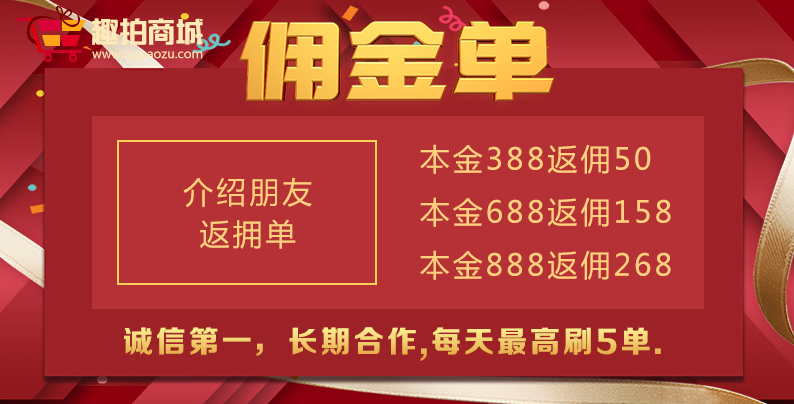 趣拍商城
佣金单
介绍朋友
返拥单
本金388返佣50
本金688返佣158
本金888返佣268
诚信第一，长期合作,每天最高刷5单.